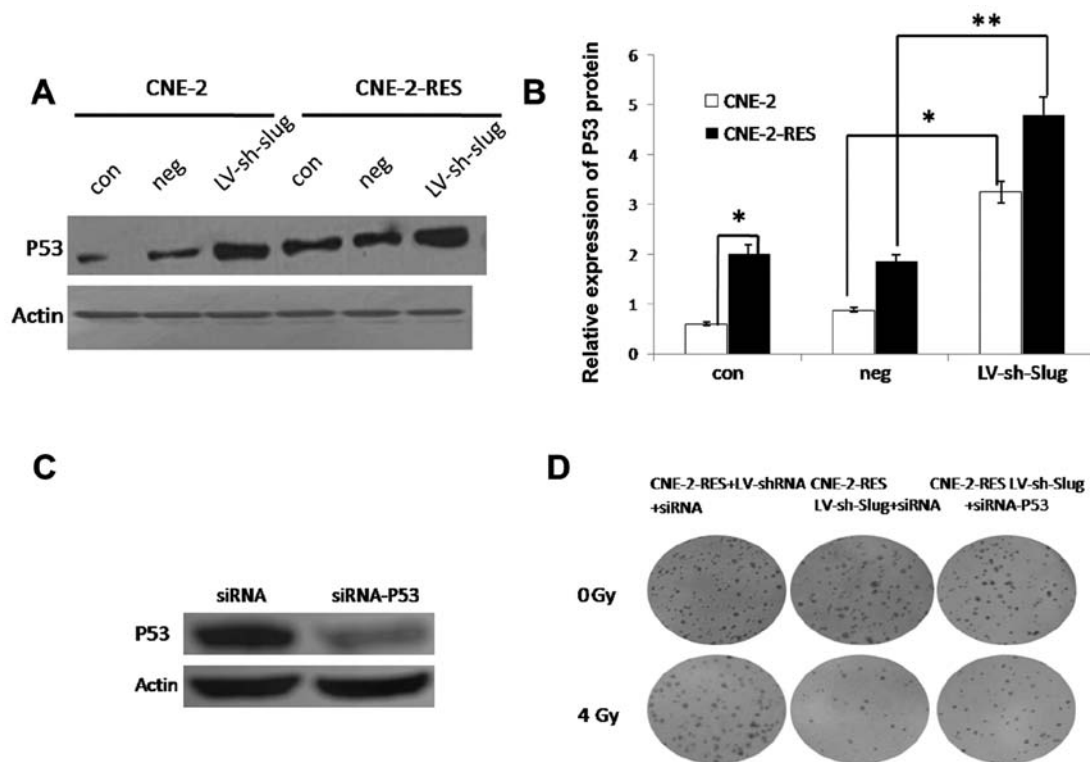 A
CNE-2 CNE-2-RES
con neg LV-sh-slug con neg LV-sh-slug
P53
Actin
B
Relative expression of P53 protein
6
5
4
3
2
1
0
CNE-2
CNE-2-RES
*
*
**
con neg LV-sh-Slug
C
siRNA siRNA-P53
P53
Actin
D
CNE-2-RES+LV-shRNA CNE-2-RES CNE-2-RES LV-sh-Slug
+siRNA LV-sh-Slug+siRNA +siRNA-P53
0Gy
4 Gy